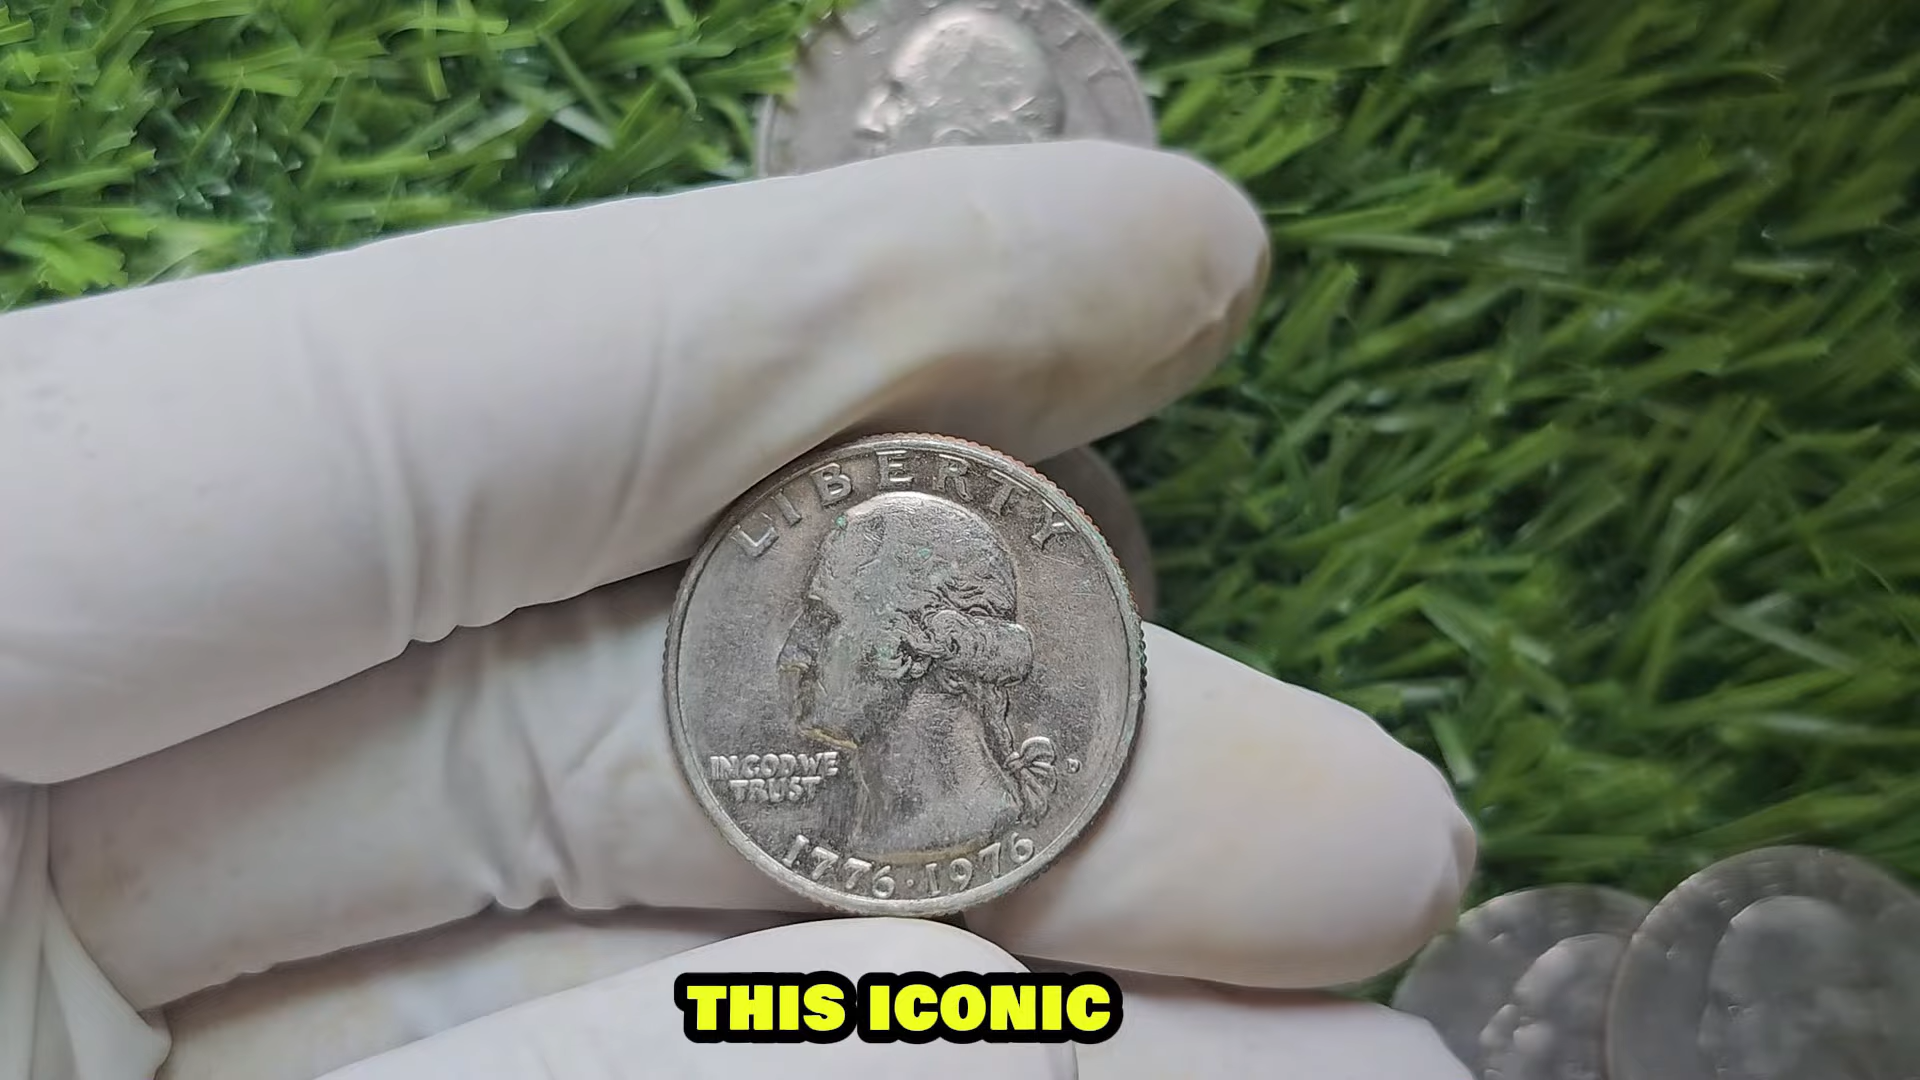 LIBERTY
IN GOD WE
TRUST
D
1776·1976
THIS ICONIC